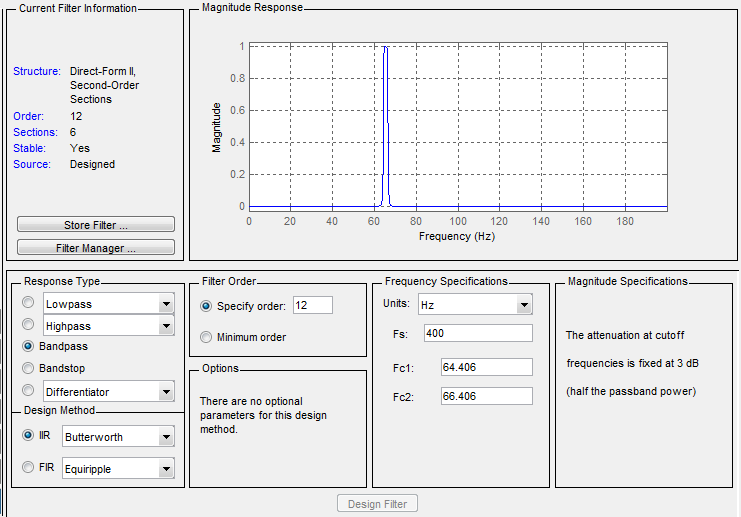 Current Filter Information
Structure: Direct-Form II,
Second-Order
Sections
Order: 12
Sections: 6
Stable: Yes
Source: Designed
Store Filter ...
Filter Manager ...
Magnitude Response
1
0.8
0.6
0.4
0.2
0
Magnitude
0 20 40 60 80 100 120 140 160 180
Frequency (Hz)
Response Type
Lowpass
Highpass
Bandpass
Bandstop
Differentiator
Design Method
IIR Butterworth
FIR Equiripple
Filter Order
Specify order: 12
Minimum order
Options
There are no optional
parameters for this design
method.
Frequency Specifications
Units: Hz
Fs: 400
Fc1: 64.406
Fc2: 66.406
Magnitude Specifications
The attenuation at cutoff
frequencies is fixed at 3 dB
(half the passband power)
Design Filter